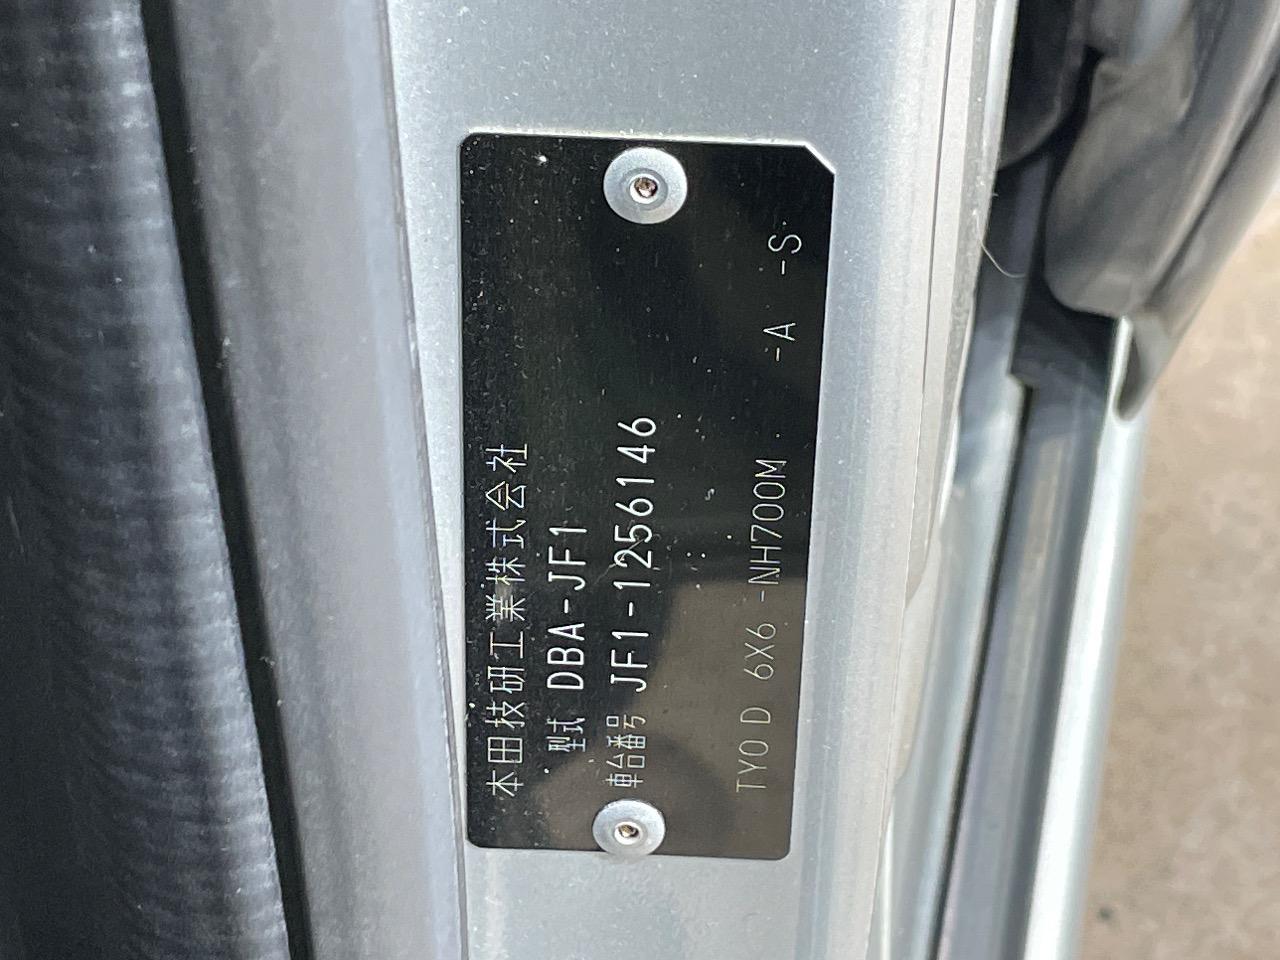 本田技研工業株式会社
型式 DBA-JF1
車台番号 JF1-1256146
TY0 D 6X6 -NH700M -A -S